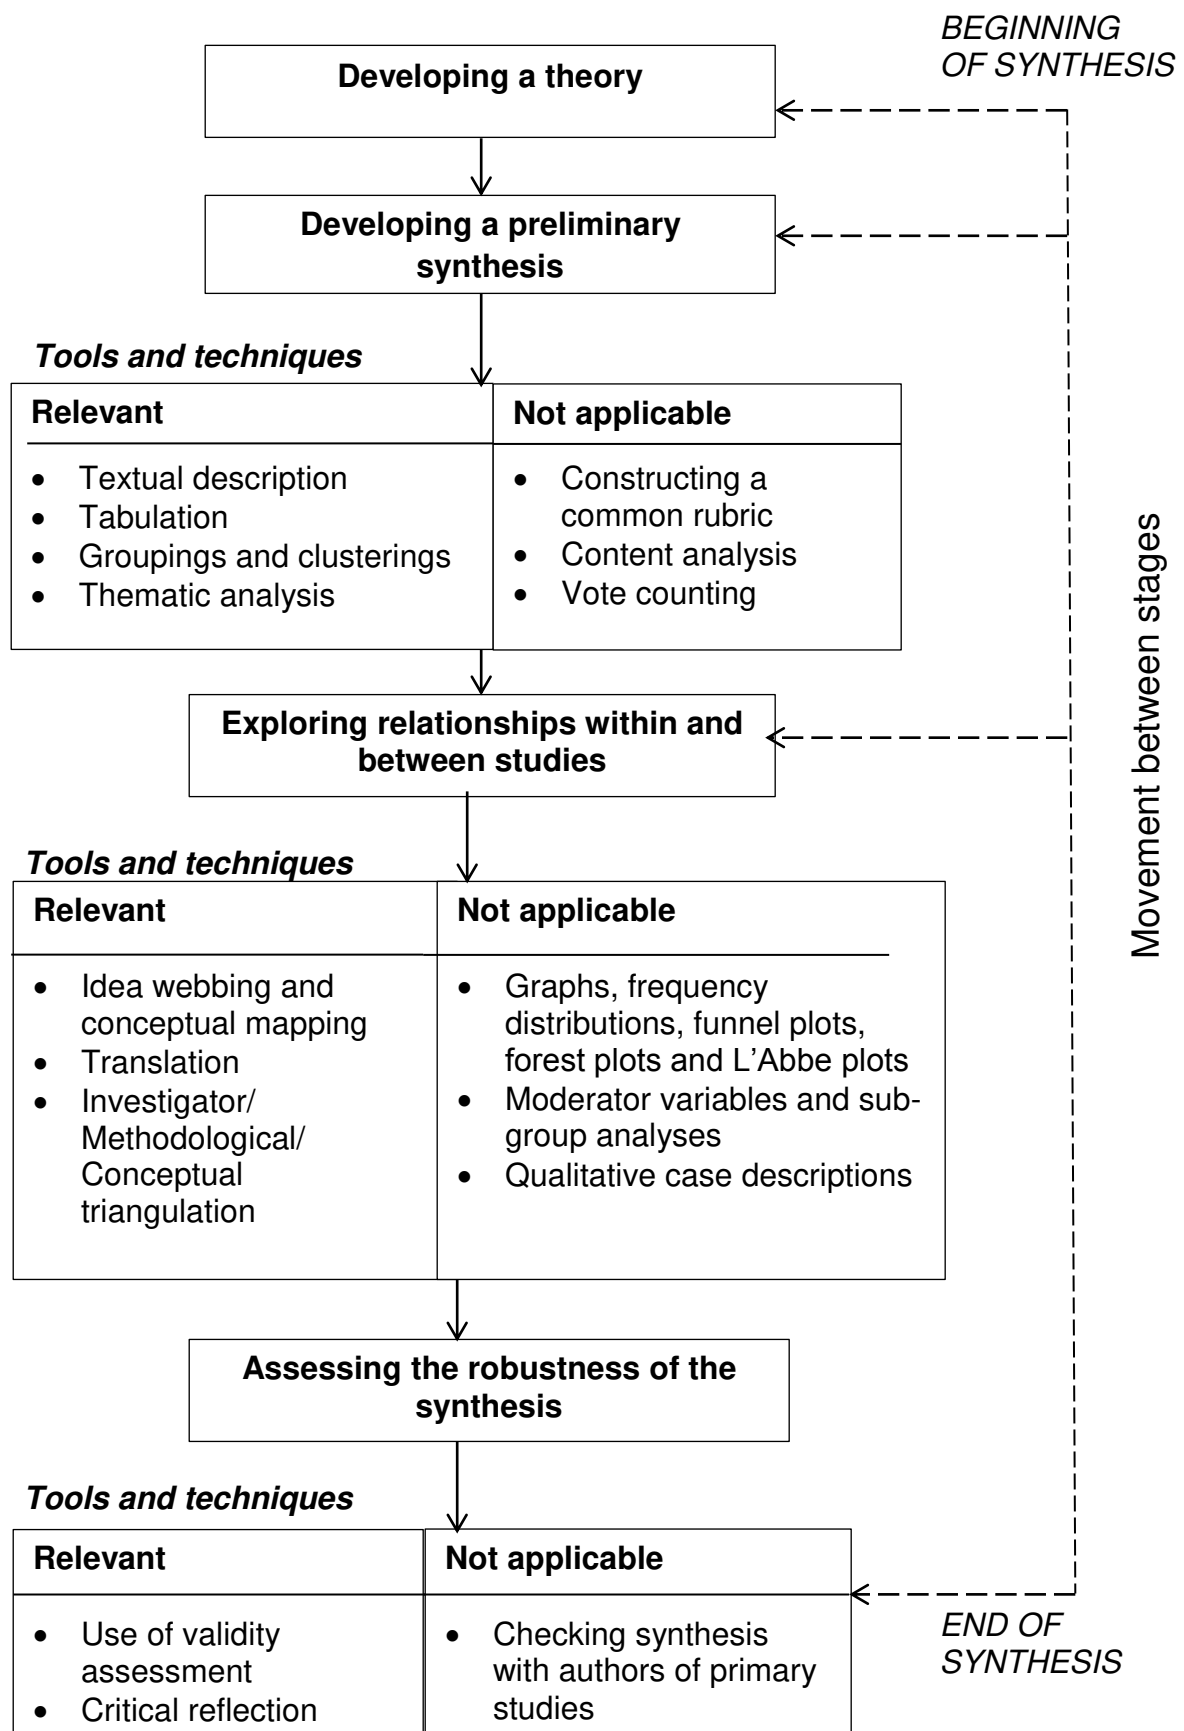 BEGINNING
OF SYNTHESIS
Developing a theory
Developing a preliminary
synthesis
Tools and techniques
Relevant
• Textual description
• Tabulation
• Groupings and clusterings
• Thematic analysis
Not applicable
• Constructing a
common rubric
• Content analysis
• Vote counting
Exploring relationships within and
between studies
Movement between stages
Tools and techniques
Relevant
• Idea webbing and
conceptual mapping
• Translation
• Investigator/
Methodological/
Conceptual
triangulation
Not applicable
• Graphs, frequency
distributions, funnel plots,
forest plots and L’Abbe plots
• Moderator variables and sub-
group analyses
• Qualitative case descriptions
Assessing the robustness of the
synthesis
Tools and techniques
Relevant
• Use of validity
assessment
• Critical reflection
Not applicable
• Checking synthesis
with authors of primary
studies
END OF
SYNTHESIS